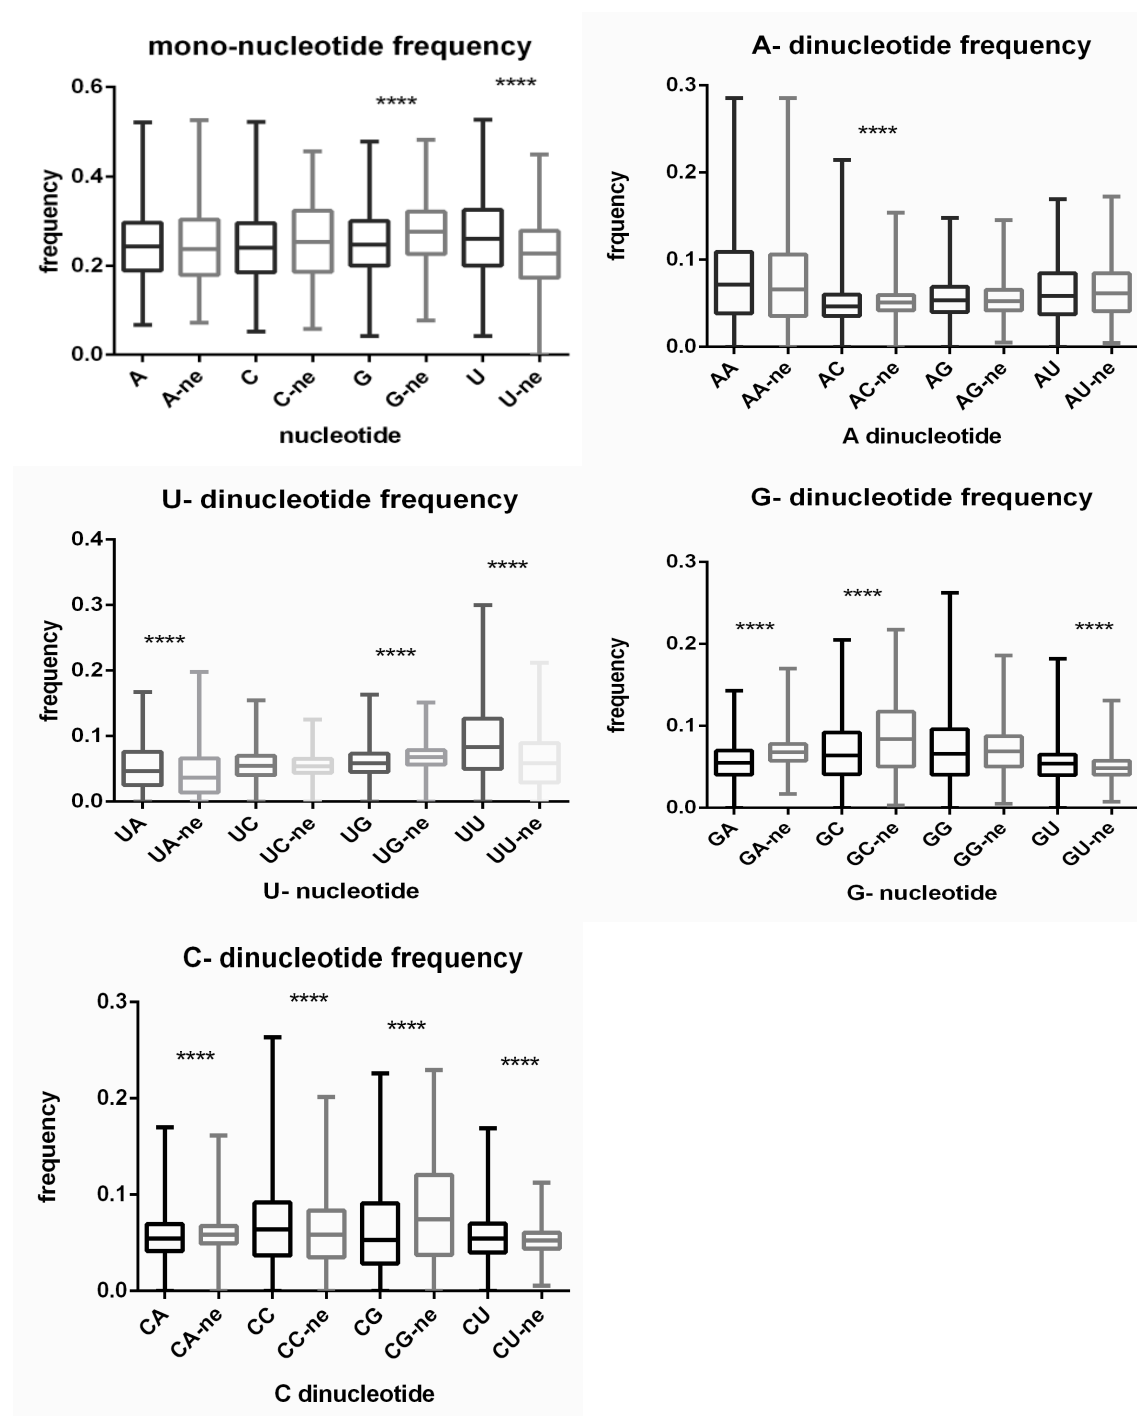 mono-nucleotide frequency
****
****
0.6
0.4
0.2
0.0
frequency
A
A-ne
C
C-ne
G
G-ne
U
U-ne
nucleotide
A- dinucleotide frequency
****
0.3
0.2
0.1
0.0
frquency
AA
AA-ne
AC
AC-ne
AG
AG-ne
AU
AU-ne
A dinucleotide
U- dinucleotide frequency
****
****
****
0.4
0.3
0.2
0.1
0.0
frequency
UA
UA-ne
UC
UC-ne
UG
UG-ne
UU
UU-ne
U- nucleotide
G- dinucleotide frequency
****
****
****
0.3
0.2
0.1
0.0
frequency
GA
GA-ne
GC
GC-ne
GG
GG-ne
GU
GU-ne
G- nucleotide
C- dinucleotide frequency
****
****
****
****
0.3
0.2
0.1
0.0
frequency
CA
CA-ne
CC
CC-ne
CG
CG-ne
CU
CU-ne
C dinucleotide